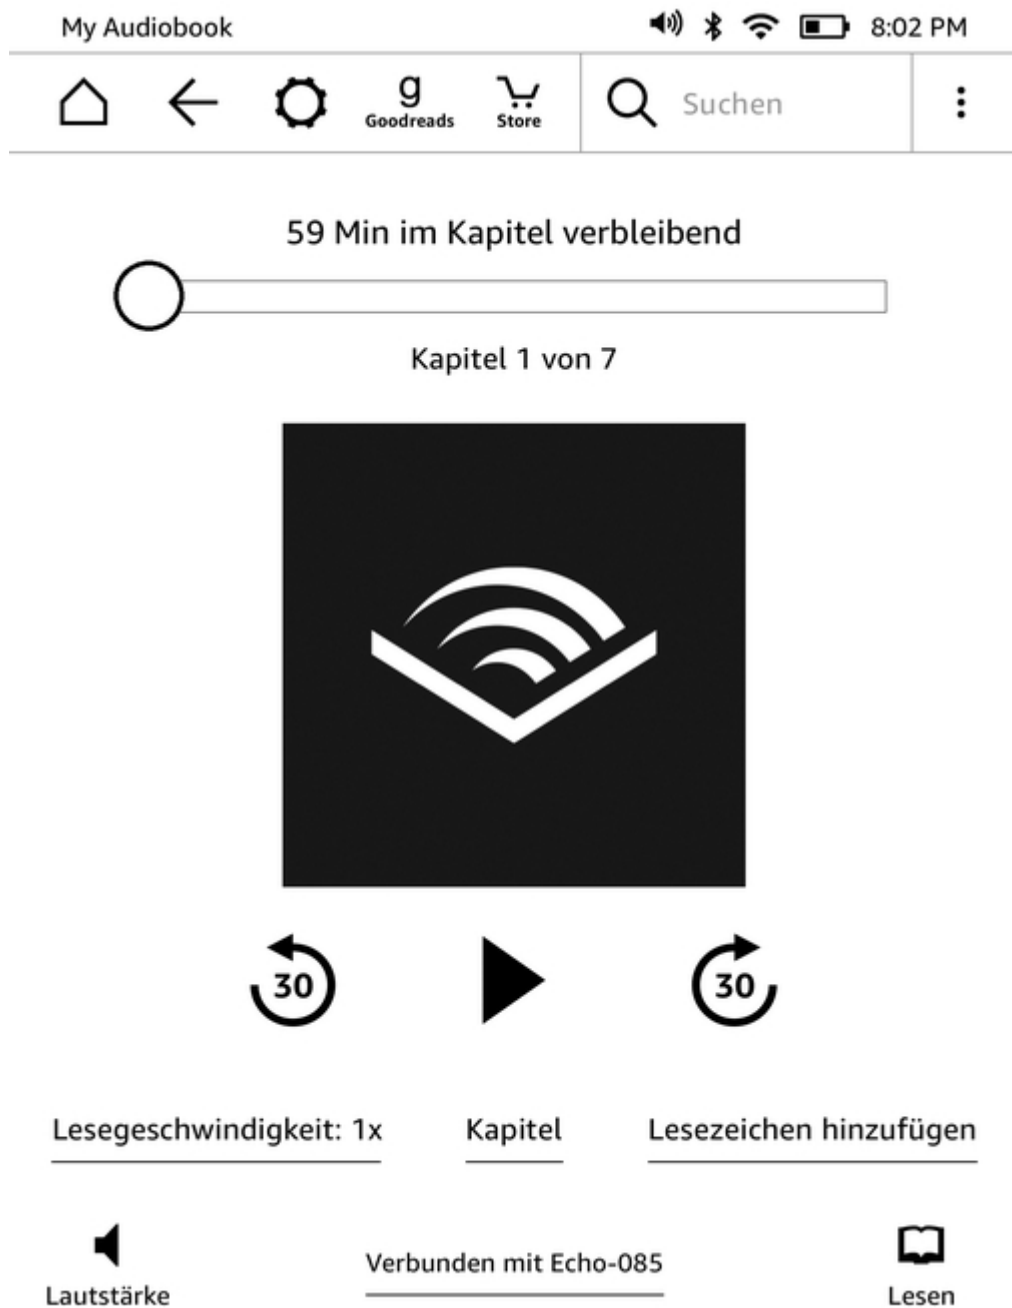 My Audiobook 8:02 PM
g
Goodreads Store Suchen
59 Min im Kapitel verbleibend
Kapitel 1 von 7
30 30
Lesegeschwindigkeit: 1x Kapitel Lesezeichen hinzufügen
Verbunden mit Echo-085
Lautstärke Lesen